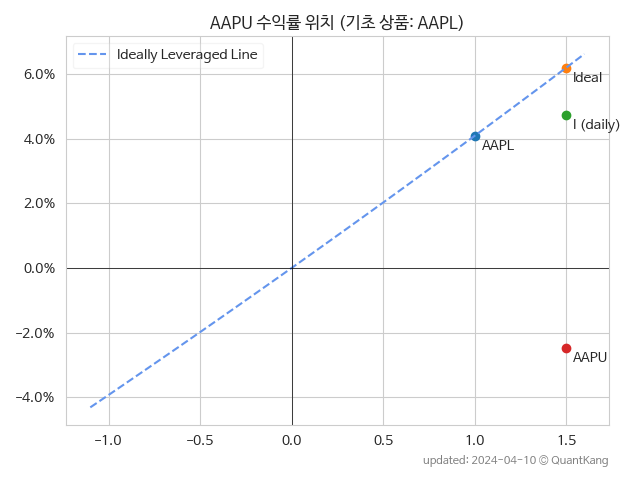 AAPU 수익률 위치 (기초 상품: AAPL)
Ideally Leveraged Line
6.0%
4.0%
2.0%
0.0%
−2.0%
−4.0%
Ideal
I (daily)
AAPL
AAPU
−1.0
−0.5
0.0
0.5
1.0
1.5
updated: 2024-04-10 © QuantKang